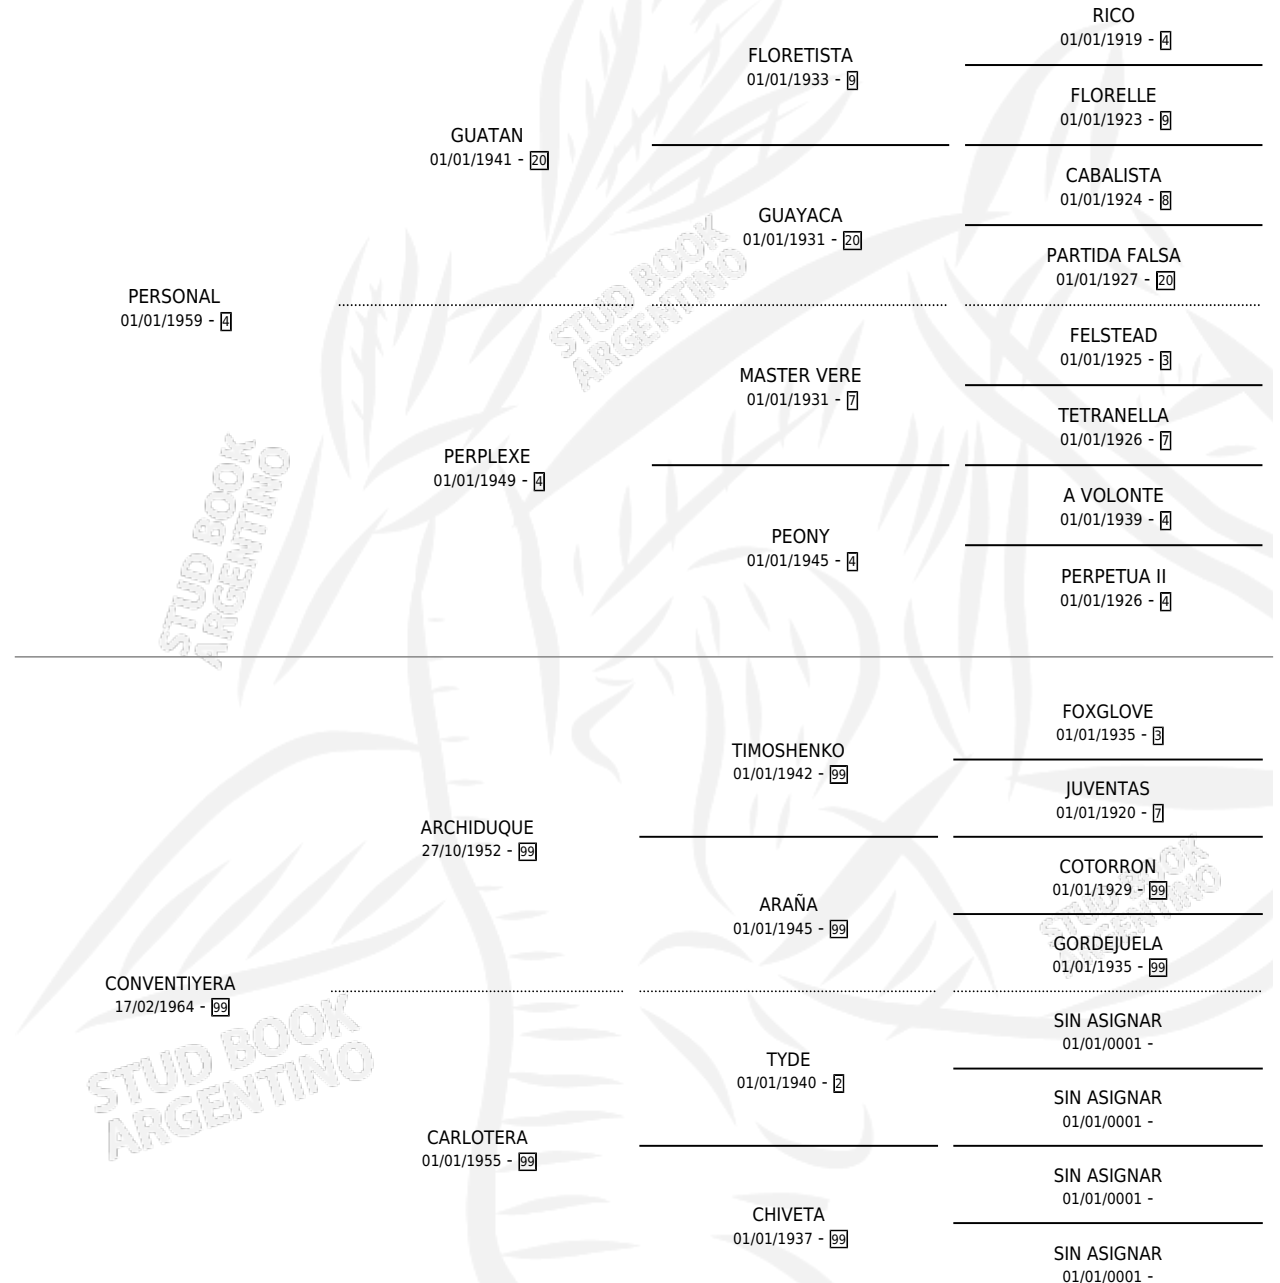 RICO
01/01/1919 - 4
FLORETISTA
01/01/1933 - 9
FLORELLE
01/01/1923 - 9
GUATAN
01/01/1941 - 20
CABALISTA
01/01/1924 - 8
GUAYACA
01/01/1931 - 20
PARTIDA FALSA
01/01/1927 - 20
PERSONAL
01/01/1959 - 4
STUD BOOK
ARGENTINO
FELSTEAD
01/01/1925 - 3
MASTER VERE
01/01/1931 - 7
TETRANELLA
01/01/1926 - 7
PERPLEXE
01/01/1949 - 4
A VOLONTE
01/01/1939 - 4
PEONY
01/01/1945 - 4
PERPETUA II
01/01/1926 - 4
STUD BOOK
ARGENTINO
FOXGLOVE
01/01/1935 - 3
TIMOSHENKO
01/01/1942 - 99
JUVENTAS
01/01/1920 - 7
ARCHIDUQUE
27/10/1952 - 99
COTORRON
01/01/1929 - 99
ARAÑA
01/01/1945 - 99
GORDEJUELA
01/01/1935 - 99
STUD BOOK
ARGENTINO
CONVENTIYERA
17/02/1964 - 99
SIN ASIGNAR
01/01/0001 -
TYDE
01/01/1940 - 2
SIN ASIGNAR
01/01/0001 -
STUD BOOK
ARGENTINO
CARLOTERA
01/01/1955 - 99
SIN ASIGNAR
01/01/0001 -
CHIVETA
01/01/1937 - 99
SIN ASIGNAR
01/01/0001 -